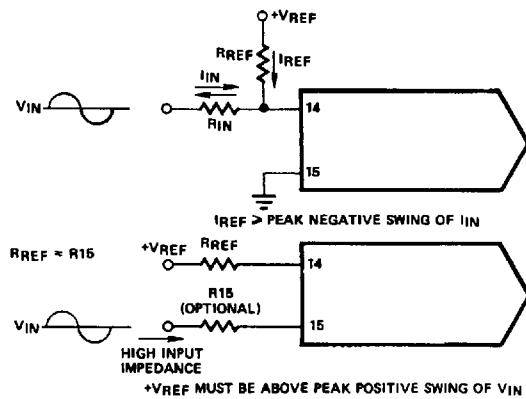 +VREF
RREF
IREF
IIN
VIN
RIN
14
15
IREF > PEAK NEGATIVE SWING OF IIN
RREF ≈ R15
+VREF
RREF
14
R15
(OPTIONAL)
VIN
15
HIGH INPUT
IMPEDANCE
+VREF MUST BE ABOVE PEAK POSITIVE SWING OF VIN